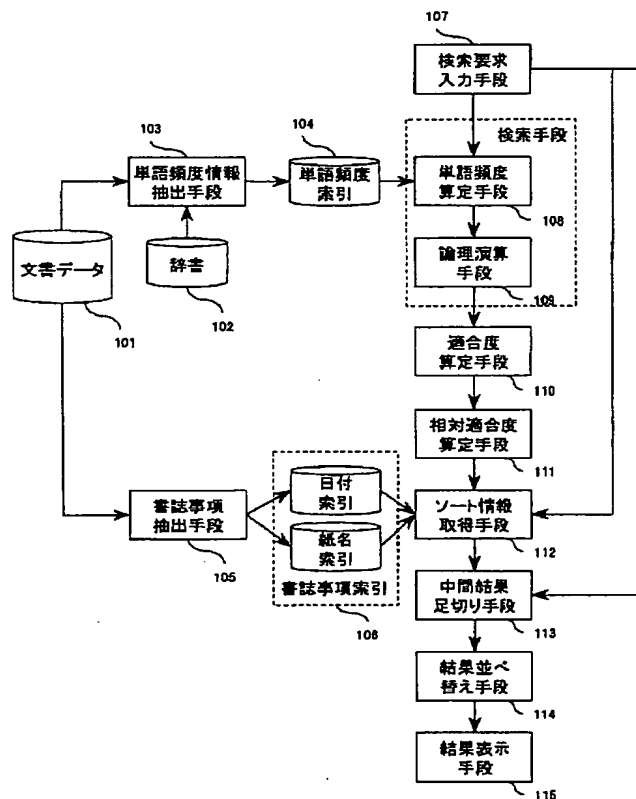 107
検索要求
入力手段
検索手段
103
単語頻度情報
抽出手段
104
単語頻度
索引
単語頻度
算定手段
108
文書データ
101
辞書
102
論理演算
手段
109
適合度
算定手段
110
相対適合度
算定手段
111
書誌事項
抽出手段
105
日付
索引
紙名
索引
書誌事項索引
106
ソート情報
取得手段
112
中間結果
足切り手段
113
結果並べ
替え手段
114
結果表示
手段
115